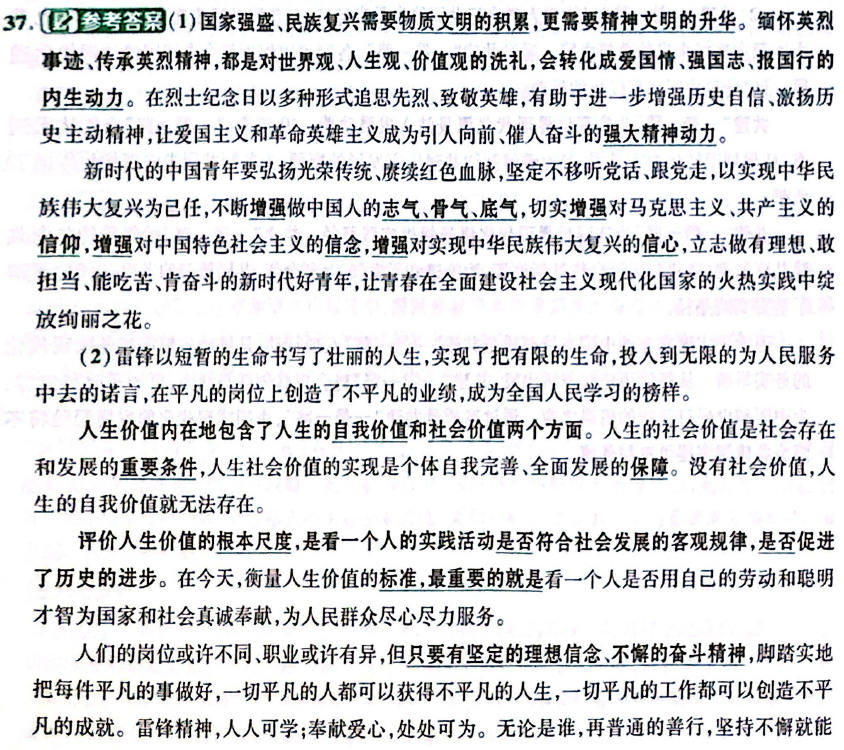 37. 参考答案 (1)国家强盛、民族复兴需要物质文明的积累,更需要精神文明的升华。缅怀英烈
事迹、传承英烈精神,都是对世界观、人生观、价值观的洗礼,会转化成爱国情、强国志、报国行的
内生动力。在烈士纪念日以多种形式追思先烈、致敬英雄,有助于进一步增强历史自信、激扬历
史主动精神,让爱国主义和革命英雄主义成为引人向前、催人奋斗的强大精神动力。
新时代的中国青年要弘扬光荣传统、赓续红色血脉,坚定不移听党话、跟党走,以实现中华民
族伟大复兴为己任,不断增强做中国人的志气、骨气、底气,切实增强对马克思主义、共产主义的
信仰,增强对中国特色社会主义的信念,增强对实现中华民族伟大复兴的信心,立志做有理想、敢
担当、能吃苦、肯奋斗的新时代好青年,让青春在全面建设社会主义现代化国家的火热实践中绽
放绚丽之花。
(2)雷锋以短暂的生命书写了壮丽的人生,实现了把有限的生命,投入到无限的为人民服务
中去的诺言,在平凡的岗位上创造了不平凡的业绩,成为全国人民学习的榜样。
人生价值内在地包含了人生的自我价值和社会价值两个方面。人生的社会价值是社会存在
和发展的重要条件,人生社会价值的实现是个体自我完善、全面发展的保障。没有社会价值,人
生的自我价值就无法存在。
评价人生价值的根本尺度,是看一个人的实践活动是否符合社会发展的客观规律,是否促进
了历史的进步。在今天,衡量人生价值的标准,最重要的就是看一个人是否用自己的劳动和聪明
才智为国家和社会真诚奉献,为人民群众尽心尽力服务。
人们的岗位或许不同、职业或许有异,但只要有坚定的理想信念、不懈的奋斗精神,脚踏实地
把每件平凡的事做好,一切平凡的人都可以获得不平凡的人生,一切平凡的工作都可以创造不平
凡的成就。雷锋精神,人人可学;奉献爱心,处处可为。无论是谁,再普通的善行,坚持不懈就能